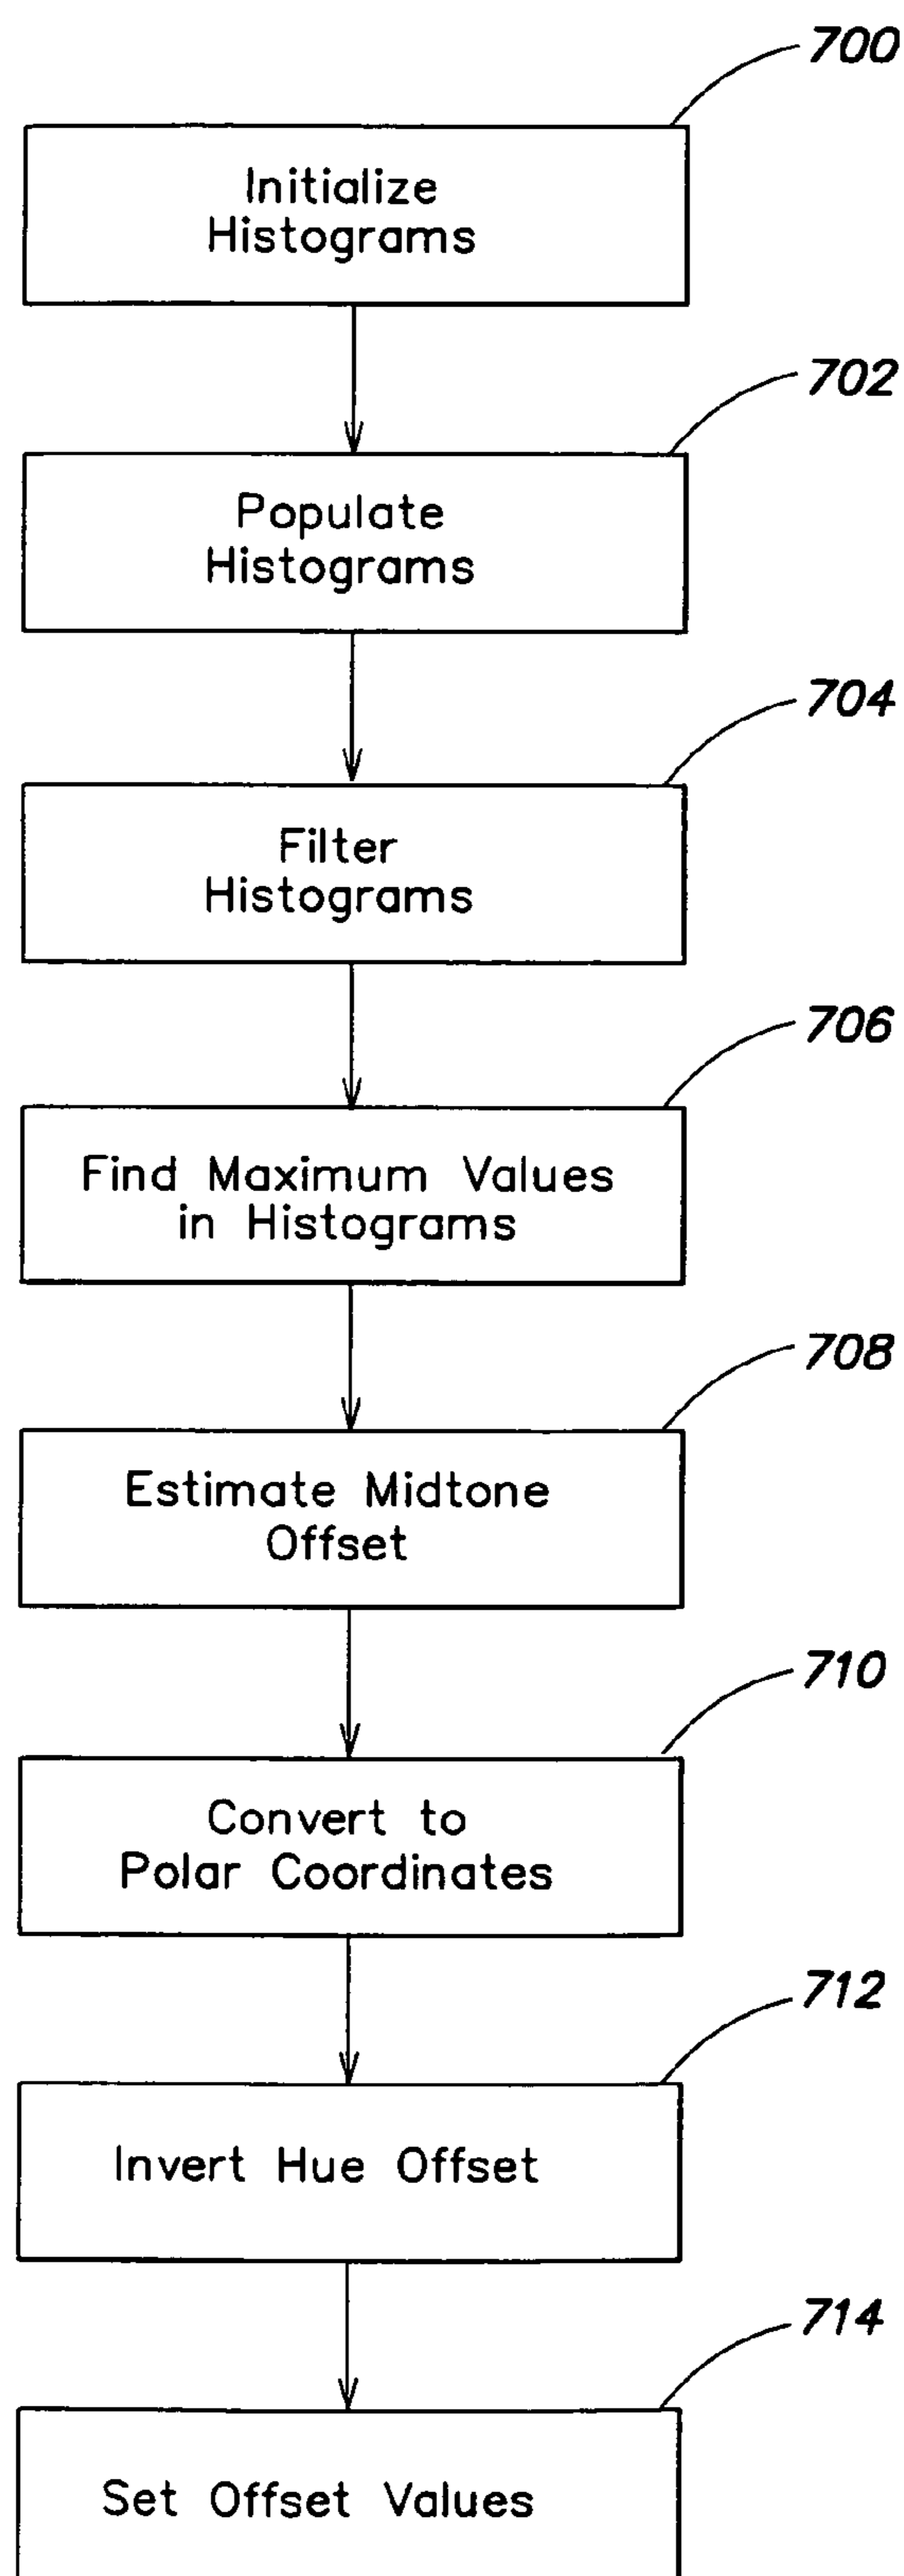 700
Initialize
Histograms
702
Populate
Histograms
704
Filter
Histograms
706
Find Maximum Values
in Histograms
708
Estimate Midtone
Offset
710
Convert to
Polar Coordinates
712
Invert Hue Offset
714
Set Offset Values